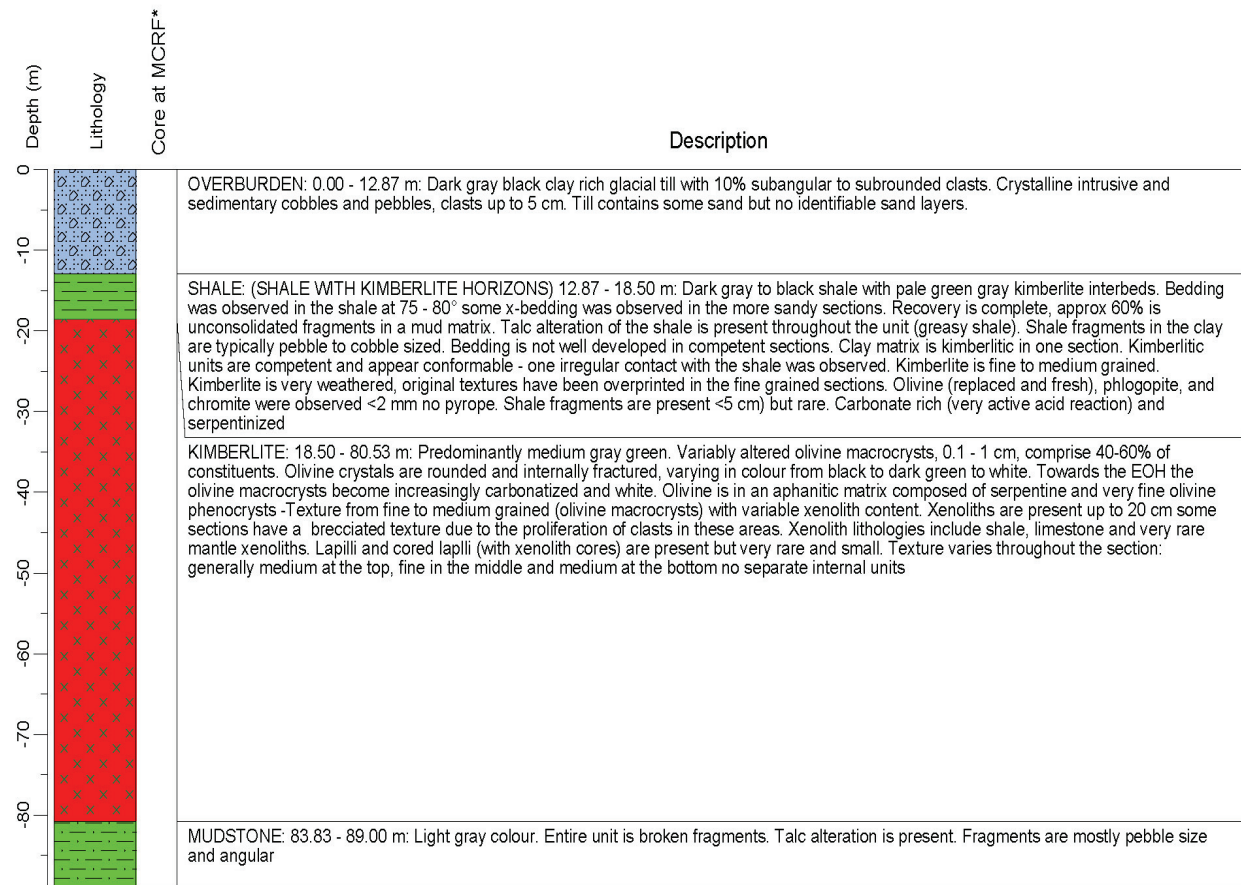 Depth (m)
Lithology
Core at MCRF*
Description
0
OVERBURDEN: 0.00 - 12.87 m: Dark gray black clay rich glacial till with 10% subangular to subrounded clasts. Crystalline intrusive and
sedimentary cobbles and pebbles, clasts up to 5 cm. Till contains some sand but no identifiable sand layers.
-10
SHALE: (SHALE WITH KIMBERLITE HORIZONS) 12.87 - 18.50 m: Dark gray to black shale with pale green gray kimberlite interbeds. Bedding
was observed in the shale at 75 - 80° some x-bedding was observed in the more sandy sections. Recovery is complete, approx 60% is
unconsolidated fragments in a mud matrix. Talc alteration of the shale is present throughout the unit (greasy shale). Shale fragments in the clay
are typically pebble to cobble sized. Bedding is not well developed in competent sections. Clay matrix is kimberlitic in one section. Kimberlitic
units are competent and appear conformable - one irregular contact with the shale was observed. Kimberlite is fine to medium grained.
Kimberlite is very weathered, original textures have been overprinted in the fine grained sections. Olivine (replaced and fresh), phlogopite, and
chromite were observed <2 mm no pyrope. Shale fragments are present <5 cm) but rare. Carbonate rich (very active acid reaction) and
serpentinized
-20
-30
KIMBERLITE: 18.50 - 80.53 m: Predominantly medium gray green. Variably altered olivine macrocrysts, 0.1 - 1 cm, comprise 40-60% of
constituents. Olivine crystals are rounded and internally fractured, varying in colour from black to dark green to white. Towards the EOH the
olivine macrocrysts become increasingly carbonatized and white. Olivine is in an aphanitic matrix composed of serpentine and very fine olivine
phenocrysts -Texture from fine to medium grained (olivine macrocrysts) with variable xenolith content. Xenoliths are present up to 20 cm some
sections have a brecciated texture due to the proliferation of clasts in these areas. Xenolith lithologies include shale, limestone and very rare
mantle xenoliths. Lapilli and cored laplli (with xenolith cores) are present but very rare and small. Texture varies throughout the section:
generally medium at the top, fine in the middle and medium at the bottom no separate internal units
-40
-50
-60
-70
-80
MUDSTONE: 83.83 - 89.00 m: Light gray colour. Entire unit is broken fragments. Talc alteration is present. Fragments are mostly pebble size
and angular